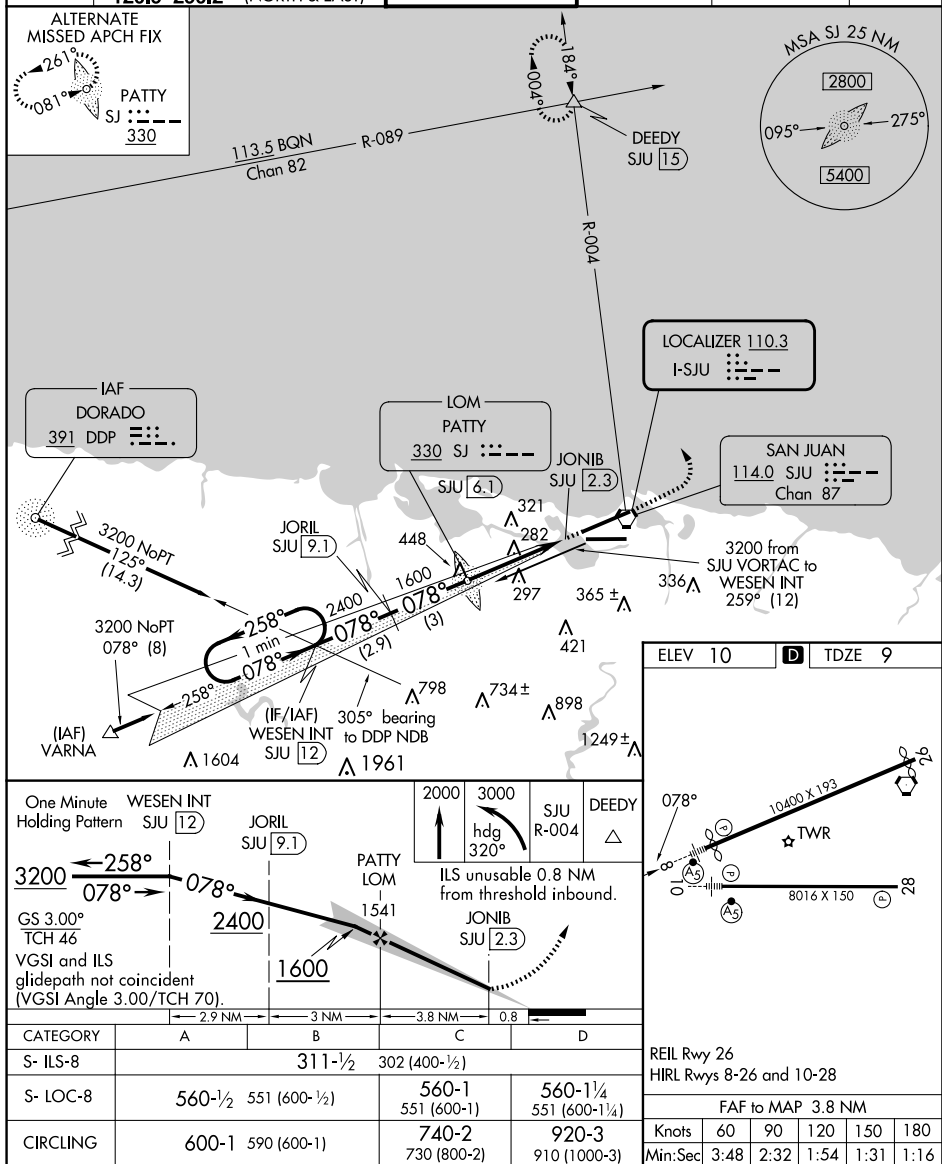 ALTERNATE
MISSED APCH FIX
261°
081°
PATTY
SJ
330
113.5 BQN
Chan 82
R-089
184°
004°
DEEDY
SJU 15
R-004
MSA SJ 25 NM
2800
095°
275°
5400
LOCALIZER 110.3
I-SJU
IAF
DORADO
391 DDP
LOM
PATTY
330 SJ
SJU 6.1
JONIB
SJU 2.3
SAN JUAN
114.0 SJU
Chan 87
3200 NoPT
125°
(14.3)
JORIL
SJU 9.1
448
321
282
297
365 ±
336
421
3200 from
SJU VORTAC to
WESEN INT
259° (12)
3200 NoPT
078° (8)
258°
1 min
078°
2400
078°
(2.9)
1600
078°
(3)
258°
(IAF)
VARNA
(IF/IAF)
WESEN INT
SJU 12
305° bearing
to DDP NDB
798
734 ±
898
1249 ±
1604
1961
ELEV 10
D
TDZE 9
078°
10400 X 193
26
TWR
8
P
A5
10
P
8016 X 150
P
28
A5
REIL Rwy 26
HIRL Rwys 8-26 and 10-28
FAF to MAP 3.8 NM
Knots 60 90 120 150 180
Min:Sec 3:48 2:32 1:54 1:31 1:16
One Minute
Holding Pattern
WESEN INT
SJU 12
JORIL
SJU 9.1
3200
258°
078°
078°
2400
GS 3.00°
TCH 46
VGSI and ILS
glidepath not coincident
(VGSI Angle 3.00/TCH 70).
1600
PATTY
LOM
1541
2000
3000
hdg
320°
SJU
R-004
DEEDY
ILS unusable 0.8 NM
from threshold inbound.
JONIB
SJU 2.3
2.9 NM 3 NM 3.8 NM 0.8
CATEGORY A B C D
S- ILS-8 311-½ 302 (400-½)
S- LOC-8 560-½ 551 (600-½) 560-1 551 (600-1) 560-1¼ 551 (600-1¼)
CIRCLING 600-1 590 (600-1) 740-2 730 (800-2) 920-3 910 (1000-3)